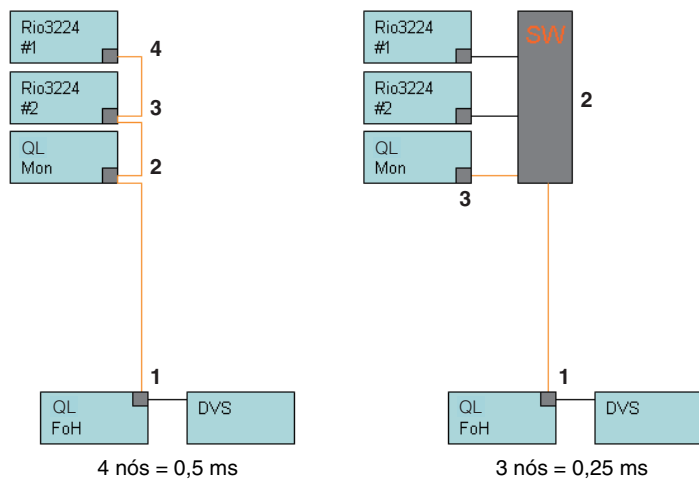 Rio3224
#1
4
Rio3224
#2
3
QL
Mon
2
1
QL
FoH
DVS
4 nós = 0,5 ms
Rio3224
#1
SW
Rio3224
#2
2
QL
Mon
3
1
QL
FoH
DVS
3 nós = 0,25 ms